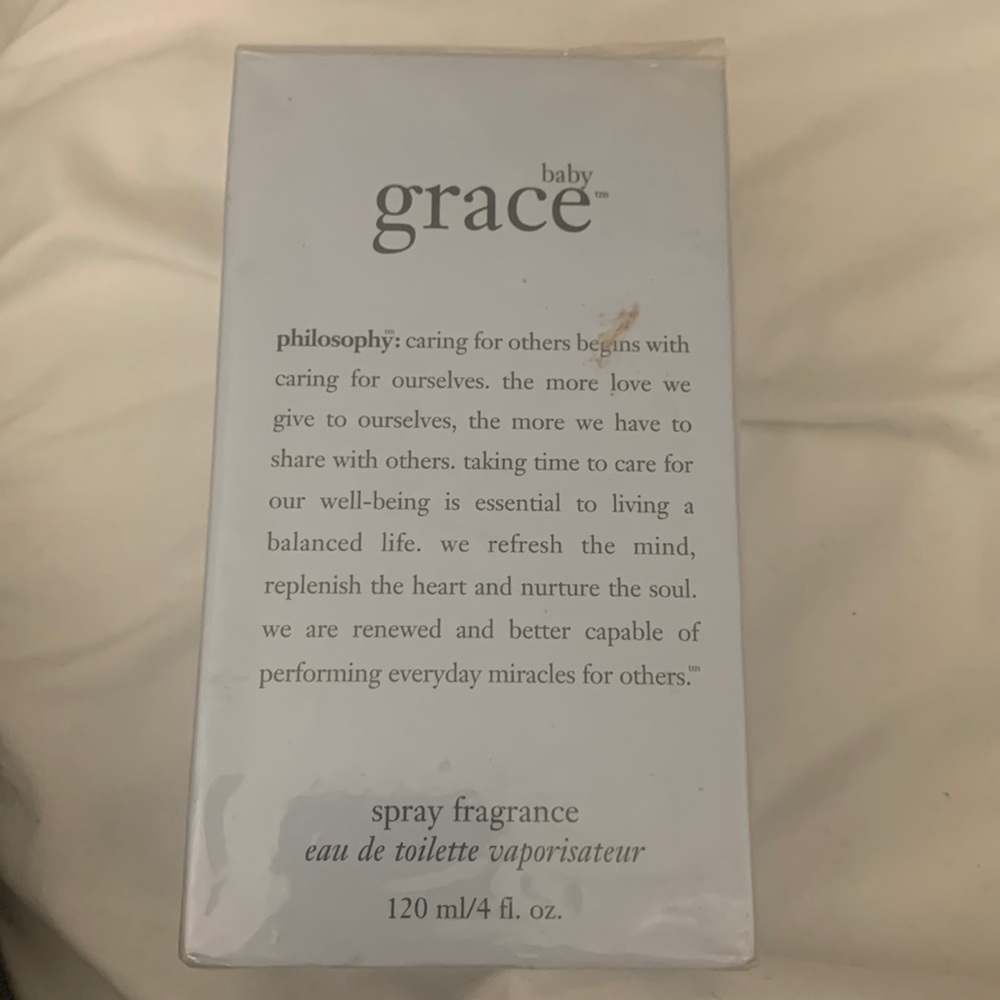 baby
grace™
philosophy™: caring for others begins with
caring for ourselves. the more love we
give to ourselves, the more we have to
share with others. taking time to care for
our well-being is essential to living a
balanced life. we refresh the mind,
replenish the heart and nurture the soul.
we are renewed and better capable of
performing everyday miracles for others.™
spray fragrance
eau de toilette vaporisateur
120 ml/4 fl. oz.